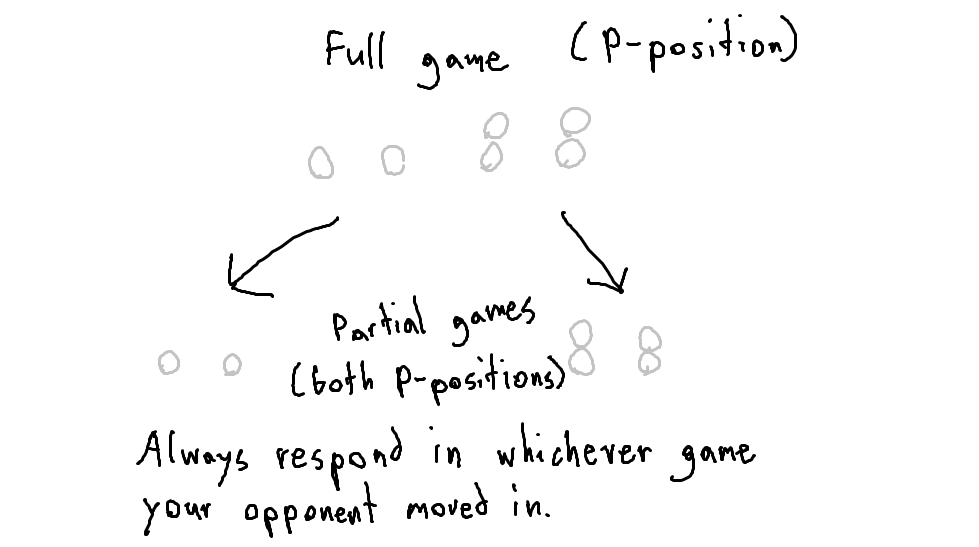 Full game (P-position)
Partial games
(both P-positions)
Always respond in whichever game
your opponent moved in.